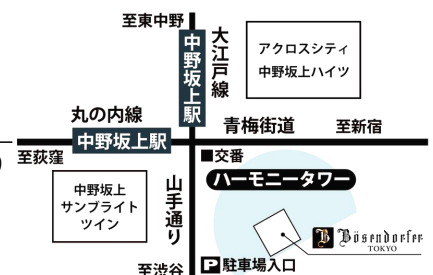 至東中野
大江戸線
中野坂上駅
アクロスシティ
中野坂上ハイツ
丸の内線
中野坂上駅
青梅街道
至新宿
至荻窪
交番
ハーモニータワー
中野坂上
サンブライト
ツイン
山手通り
B
Bösendorfer
TOKYO
至渋谷
P 駐車場入口